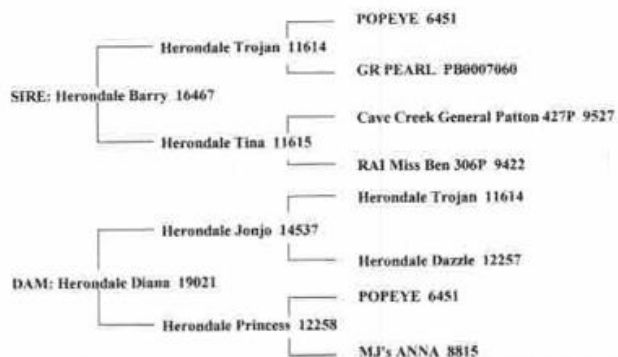 POPEYE 6451
Herondale Trojan 11614
GR PEARL PB0007060
SIRE: Herondale Barry 16467
Cave Creek General Patton 427P 9527
Herondale Tina 11615
RAI Miss Ben 306P 9422
Herondale Trojan 11614
Herondale Jonjo 14537
Herondale Dazzle 12257
DAM: Herondale Diana 19021
POPEYE 6451
Herondale Princess 12258
MJ's ANNA 8815